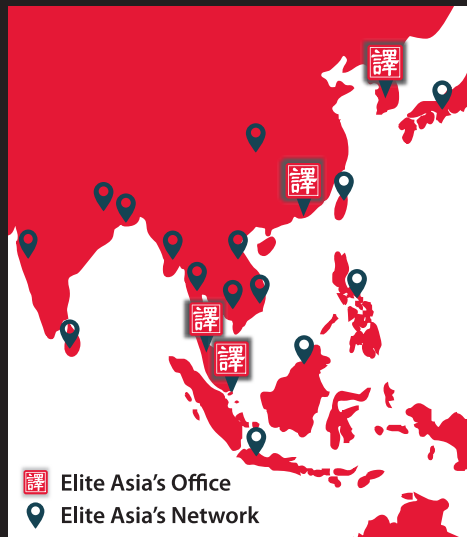 譯
譯
譯
譯
譯 Elite Asia's Office
Elite Asia's Network